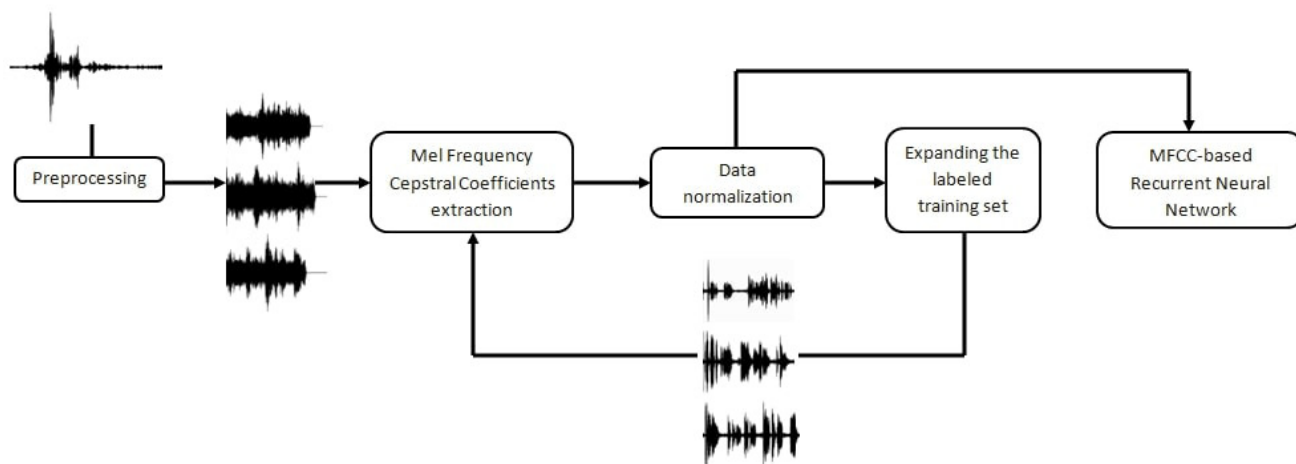 Preprocessing
Mel Frequency
Cepstral Coefficients
extraction
Data
normalization
Expanding the
labeled
training set
MFCC-based
Recurrent Neural
Network